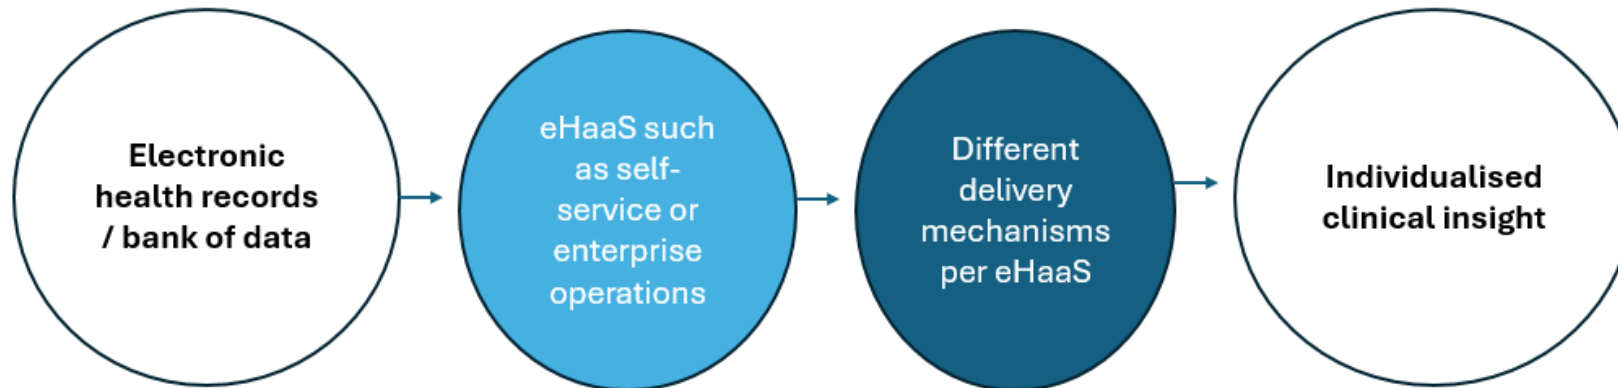 Electronic
health records
/ bank of data
eHaaS such
as self-
service or
enterprise
operations
Different
delivery
mechanisms
per eHaaS
Individualised
clinical insight